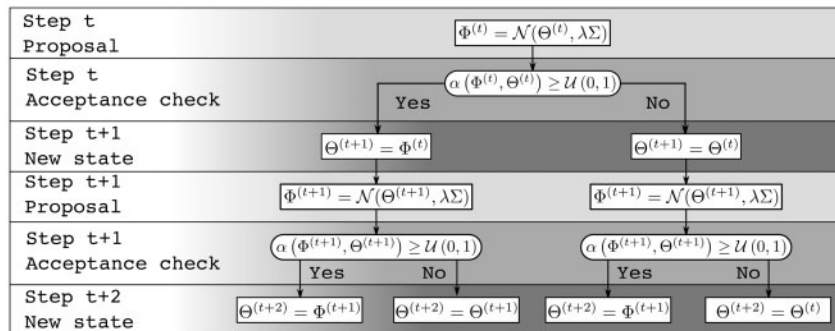 Step t
Proposal
Φ^(t) = 𝒩(Θ^(t), λΣ)
Step t
Acceptance check
α(Φ^(t), Θ^(t)) ≥ 𝒰(0,1)
Yes No
Step t+1
New state
Θ^(t+1) = Φ^(t) Θ^(t+1) = Θ^(t)
Step t+1
Proposal
Φ^(t+1) = 𝒩(Θ^(t+1), λΣ) Φ^(t+1) = 𝒩(Θ^(t+1), λΣ)
Step t+1
Acceptance check
α(Φ^(t+1), Θ^(t+1)) ≥ 𝒰(0,1) α(Φ^(t+1), Θ^(t+1)) ≥ 𝒰(0,1)
Yes No Yes No
Step t+2
New state
Θ^(t+2) = Φ^(t+1) Θ^(t+2) = Θ^(t+1) Θ^(t+2) = Φ^(t+1) Θ^(t+2) = Θ^(t)